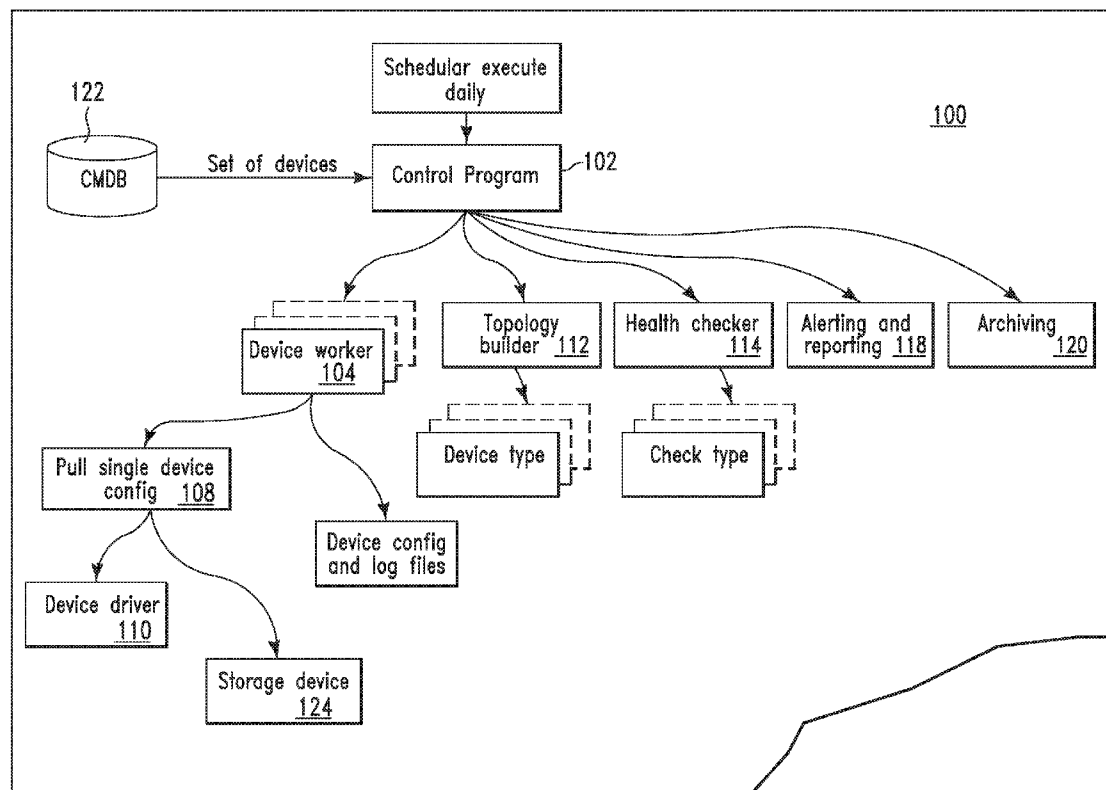 Schedular execute
daily
100
122
CMDB
Set of devices
Control Program
102
Device worker
104
Topology
builder 112
Health checker
114
Alerting and
reporting 118
Archiving
120
Device type
Check type
Pull single device
config 108
Device config
and log files
Device driver
110
Storage device
124